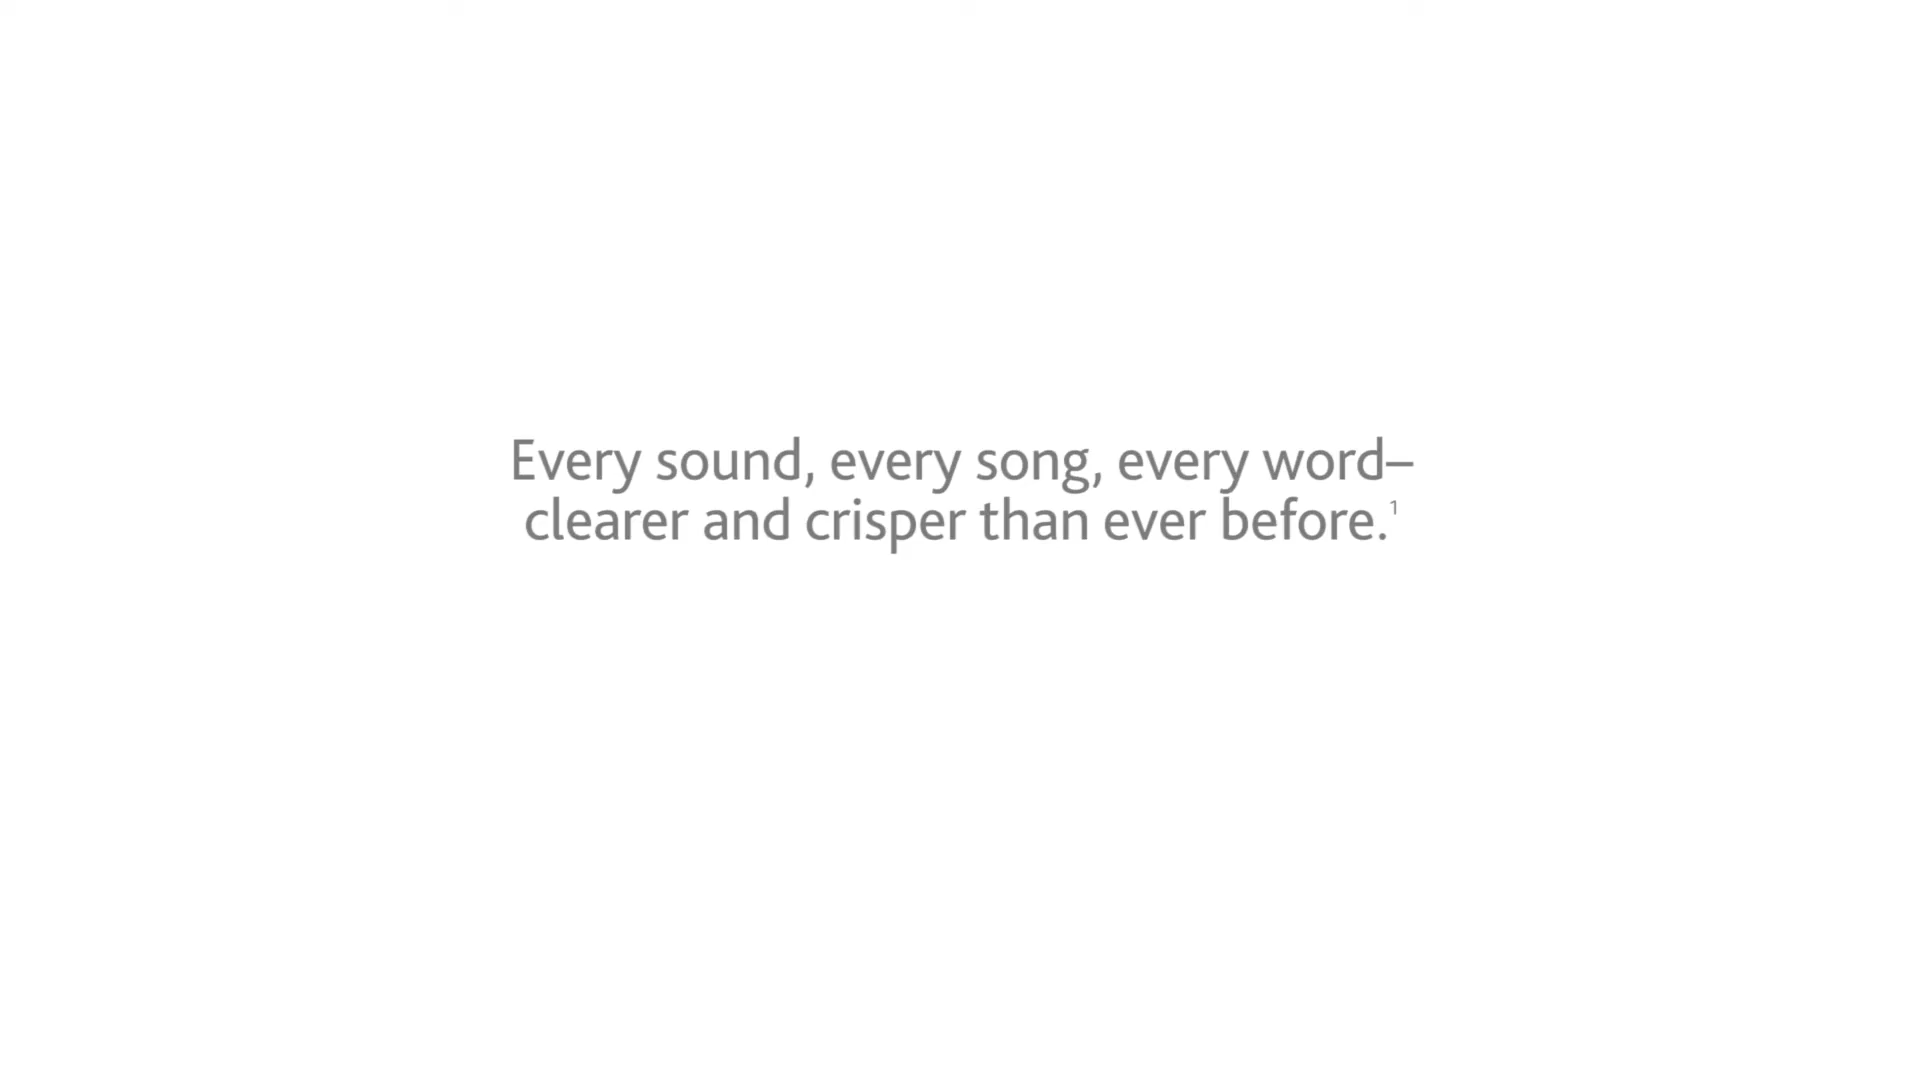 Every sound, every song, every word–
clearer and crisper than ever before.¹